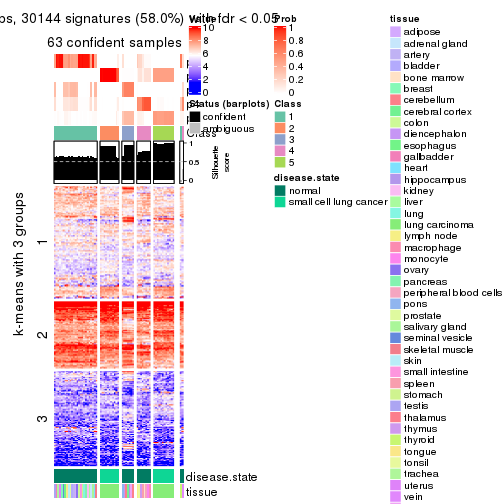 ps, 30144 signatures (58.0%) with fdr < 0.05
63 confident samples
Value
10
8
6
4
2
0
Prob
1
0.8
0.6
0.4
0.2
0
Status (barplots)
confident
ambiguous
Class
1
2
3
4
5
disease.state
normal
small cell lung cancer
Class
1
0.5
0
Silhouette
score
k-means with 3 groups
1
2
3
disease.state
tissue
tissue
adipose
adrenal gland
artery
bladder
bone marrow
breast
cerebellum
cerebral cortex
colon
diencephalon
esophagus
gallbadder
heart
hippocampus
kidney
liver
lung
lung carcinoma
lymph node
macrophage
monocyte
ovary
pancreas
peripheral blood cells
pons
prostate
salivary gland
seminal vesicle
skeletal muscle
skin
small intestine
spleen
stomach
testis
thalamus
thymus
thyroid
tongue
tonsil
trachea
uterus
vein